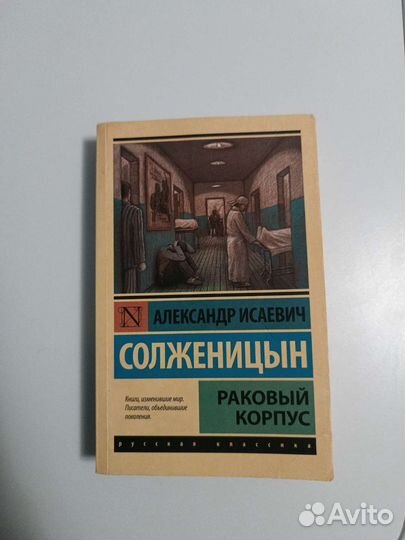 N
АЛЕКСАНДР ИСАЕВИЧ
СОЛЖЕНИЦЫН
Книги, изменившие мир.
Писатели, объединившие
поколения.
РАКОВЫЙ
КОРПУС
русская классика
Avito